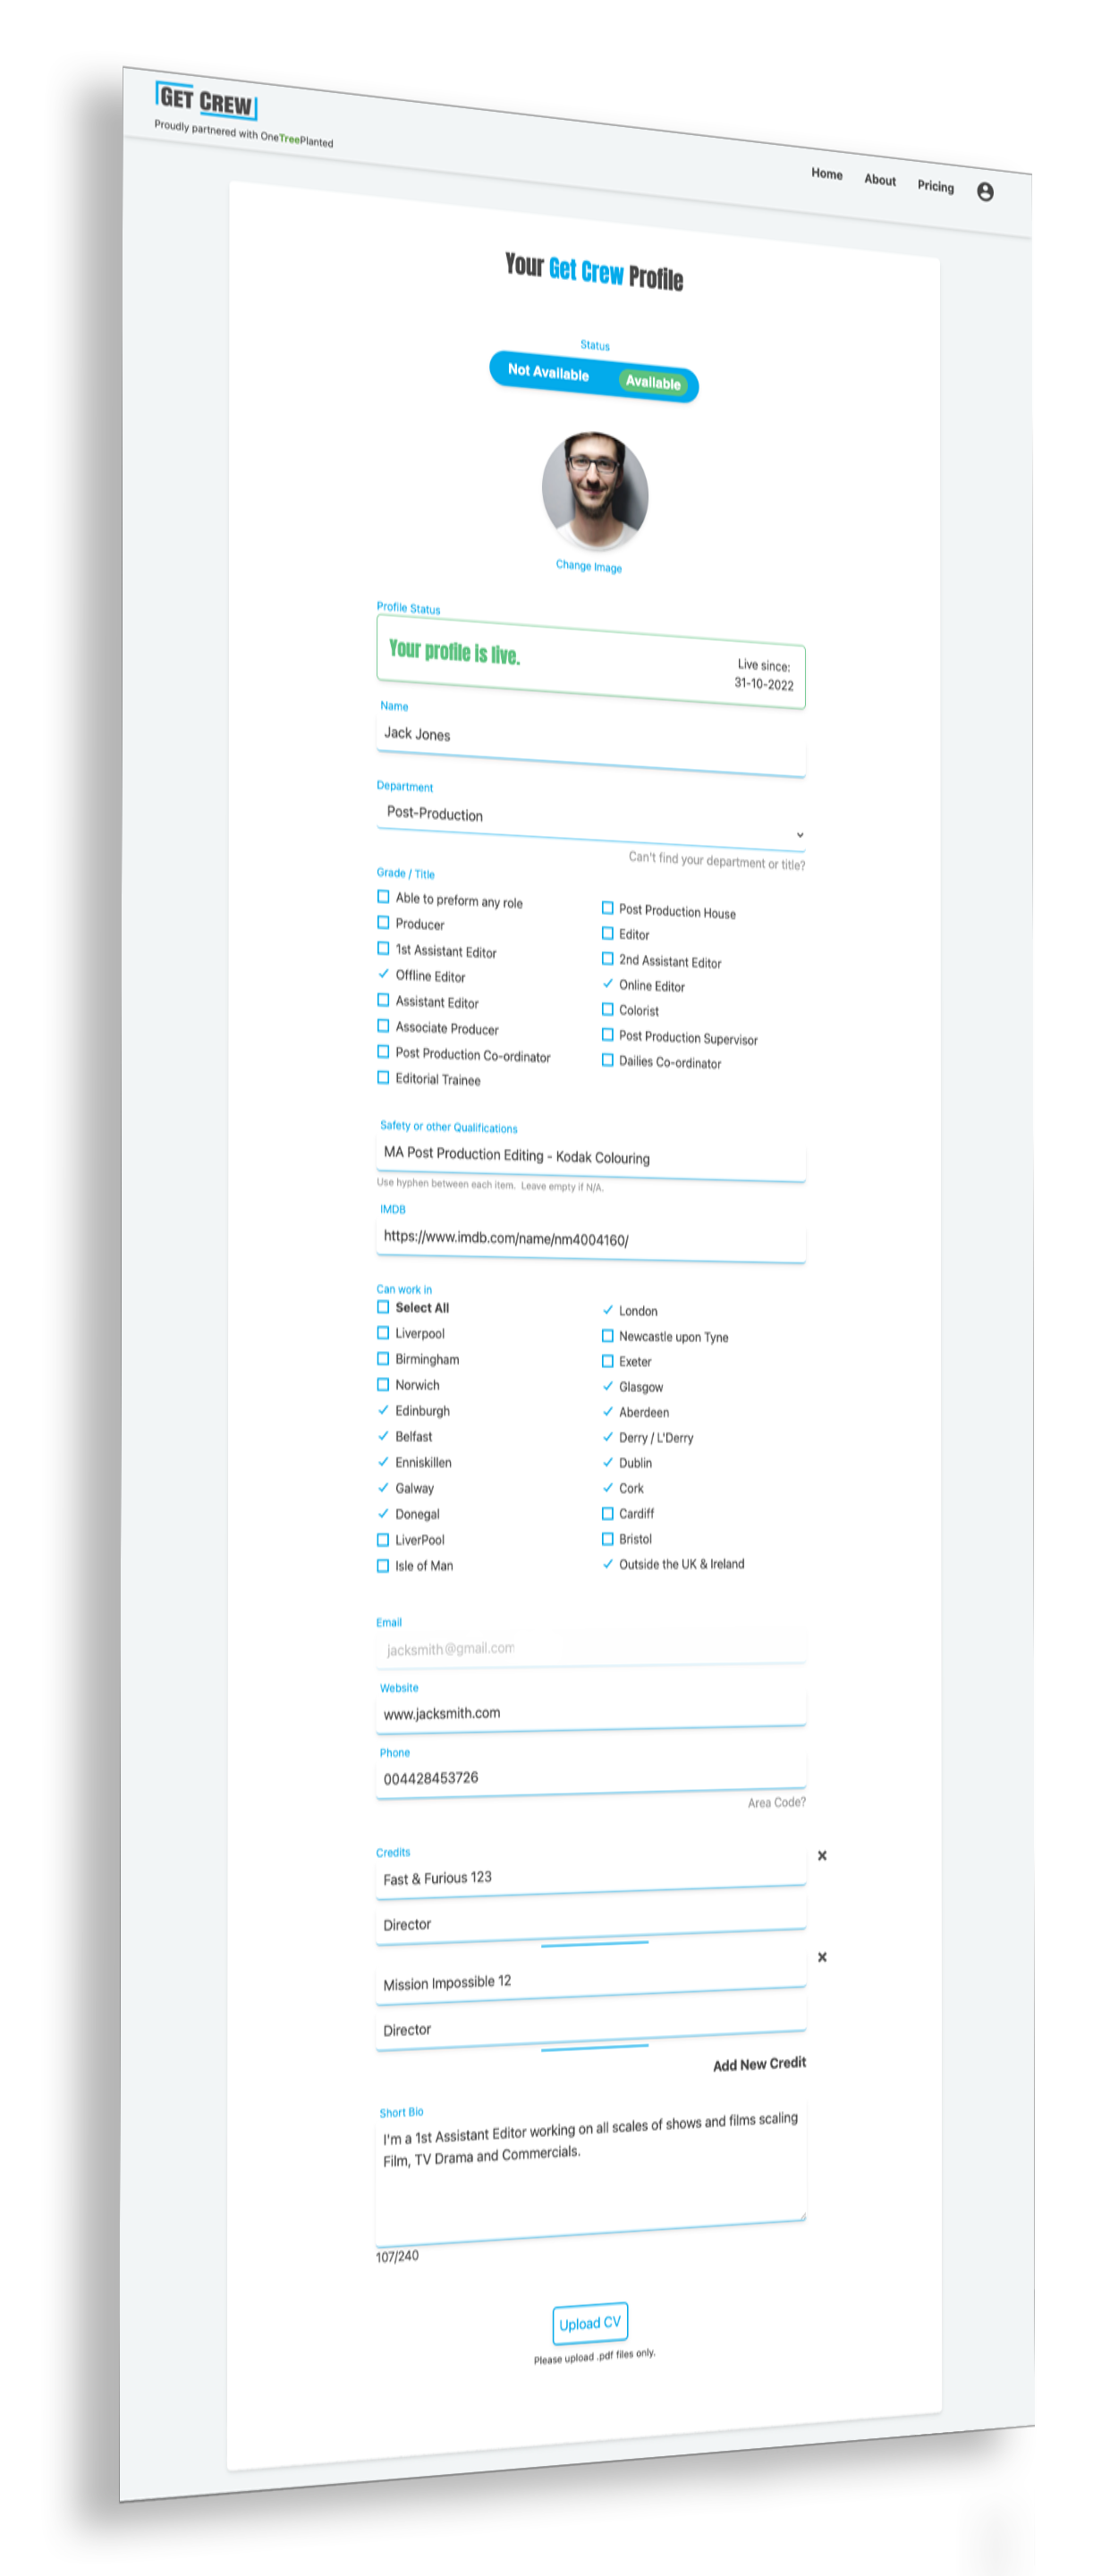 GET CREW
Proudly partnered with OneTreePlanted
Home About Pricing
Your Get Crew Profile
Status
Not Available Available
Change Image
Profile Status
Your profile is live.
Live since:
31-10-2022
Name
Jack Jones
Department
Post-Production
Can't find your department or title?
Grade / Title
Able to preform any role
Post Production House
Producer
Editor
1st Assistant Editor
2nd Assistant Editor
Offline Editor
Online Editor
Assistant Editor
Colorist
Associate Producer
Post Production Supervisor
Post Production Co-ordinator
Dailies Co-ordinator
Editorial Trainee
Safety or other Qualifications
MA Post Production Editing - Kodak Colouring
Use hyphen between each item. Leave empty if N/A.
IMDB
https://www.imdb.com/name/nm4004160/
Can work in
Select All
London
Liverpool
Newcastle upon Tyne
Birmingham
Exeter
Norwich
Glasgow
Edinburgh
Aberdeen
Belfast
Derry / L'Derry
Enniskillen
Dublin
Galway
Cork
Donegal
Cardiff
LiverPool
Bristol
Isle of Man
Outside the UK & Ireland
Email
jacksmith@gmail.com
Website
www.jacksmith.com
Phone
004428453726
Area Code?
Credits
Fast & Furious 123
Director
Mission Impossible 12
Director
Add New Credit
Short Bio
I'm a 1st Assistant Editor working on all scales of shows and films scaling
Film, TV Drama and Commercials.
107/240
Upload CV
Please upload .pdf files only.